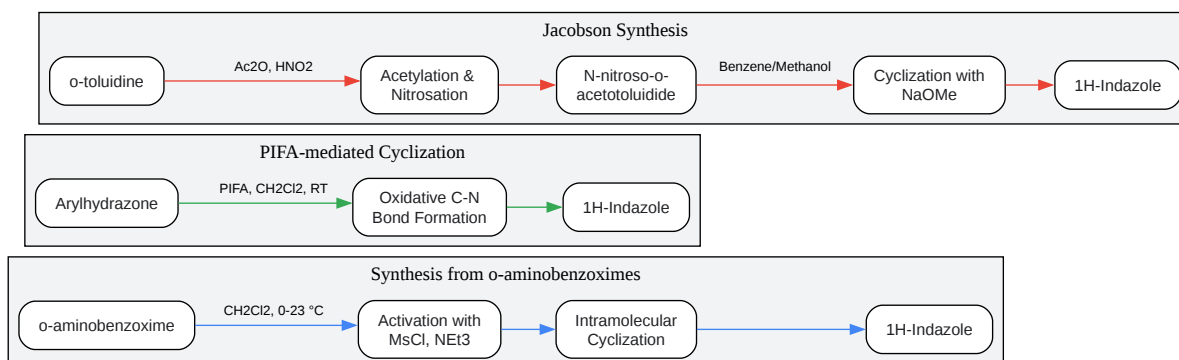 Jacobson Synthesis
o-toluidine
Ac2O, HNO2
Acetylation &
Nitrosation
N-nitroso-o-
acetotoluidide
Benzene/Methanol
Cyclization with
NaOMe
1H-Indazole
PIFA-mediated Cyclization
Arylhydrazone
PIFA, CH2Cl2, RT
Oxidative C-N
Bond Formation
1H-Indazole
Synthesis from o-aminobenzoximes
o-aminobenzoxime
CH2Cl2, 0-23 °C
Activation with
MsCl, NEt3
Intramolecular
Cyclization
1H-Indazole